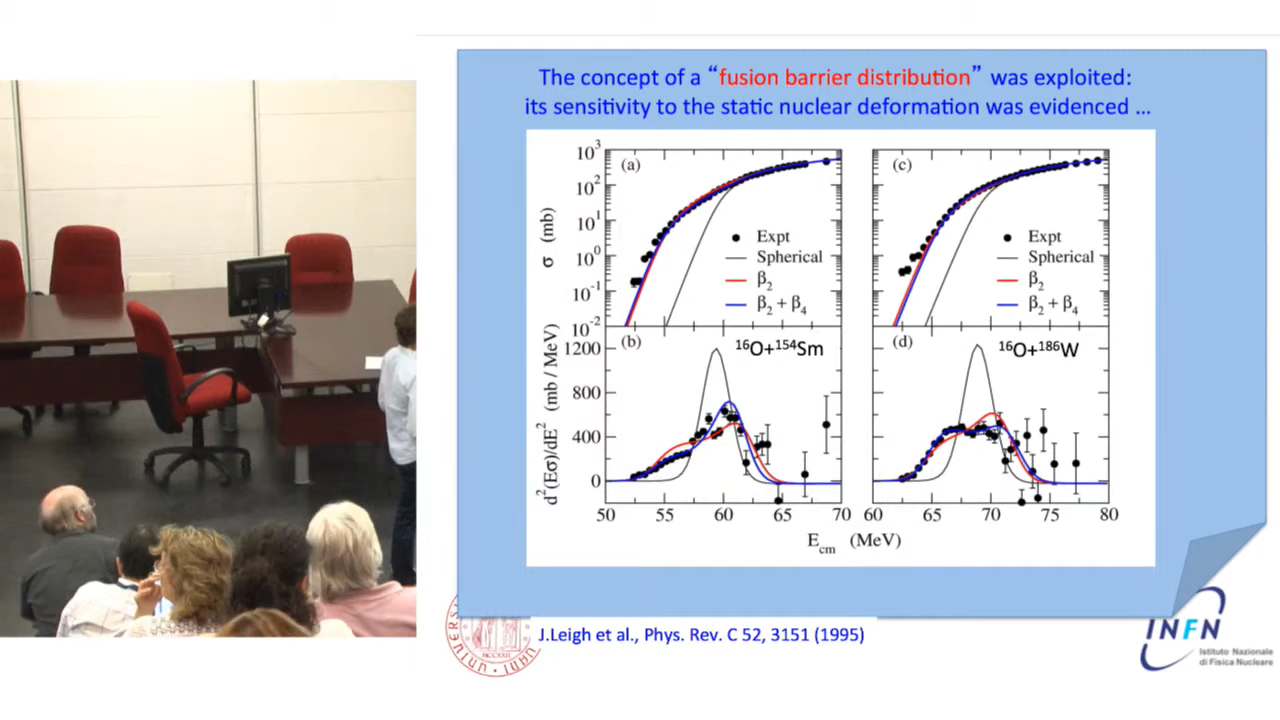 The concept of a “fusion barrier distribution” was exploited:
its sensitivity to the static nuclear deformation was evidenced ...
10³
10²
10¹
10⁰
10⁻¹
10⁻²
σ (mb)
(a)
Expt
Spherical
β₂
β₂ + β₄
(c)
Expt
Spherical
β₂
β₂ + β₄
1200
800
400
0
d²(Eσ)/dE² (mb / MeV)
(b)
¹⁶O+¹⁵⁴Sm
(d)
¹⁶O+¹⁸⁶W
50 55 60 65 70
60 65 70 75 80
E_cm (MeV)
J.Leigh et al., Phys. Rev. C 52, 3151 (1995)
INFN
Istituto Nazionale
di Fisica Nucleare